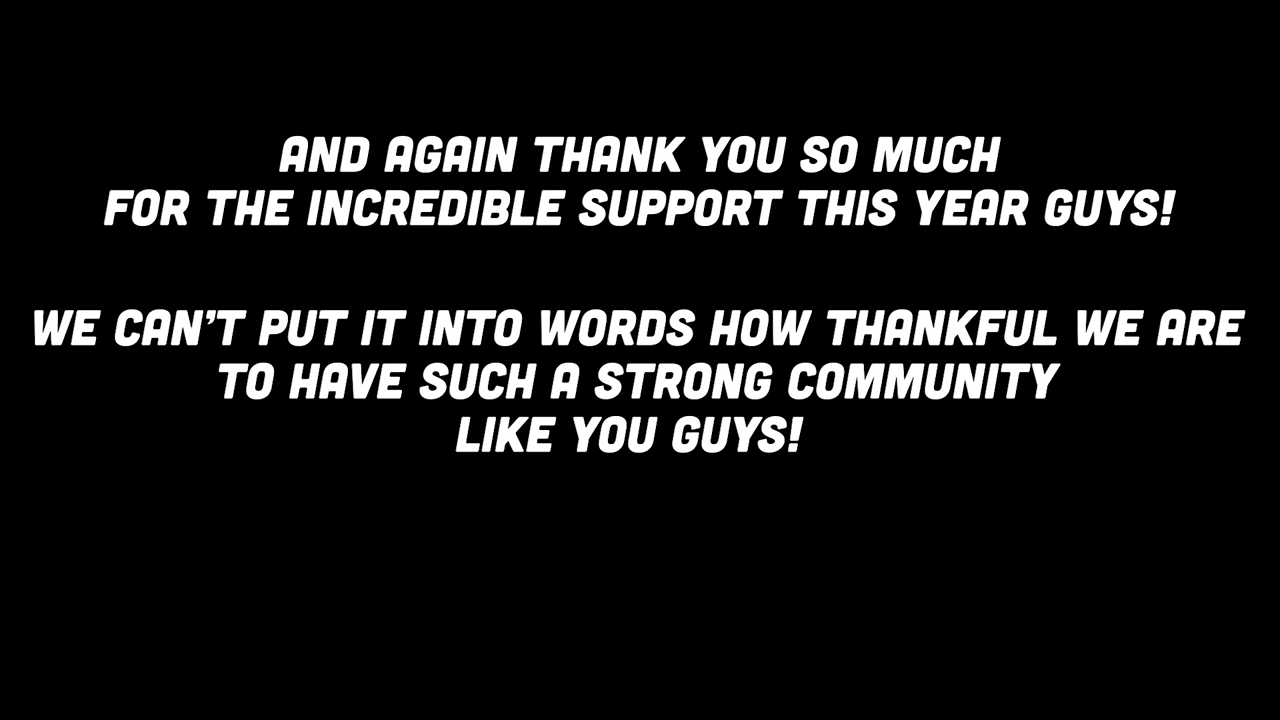 AND AGAIN THANK YOU SO MUCH
FOR THE INCREDIBLE SUPPORT THIS YEAR GUYS!
WE CAN'T PUT IT INTO WORDS HOW THANKFUL WE ARE
TO HAVE SUCH A STRONG COMMUNITY
LIKE YOU GUYS!